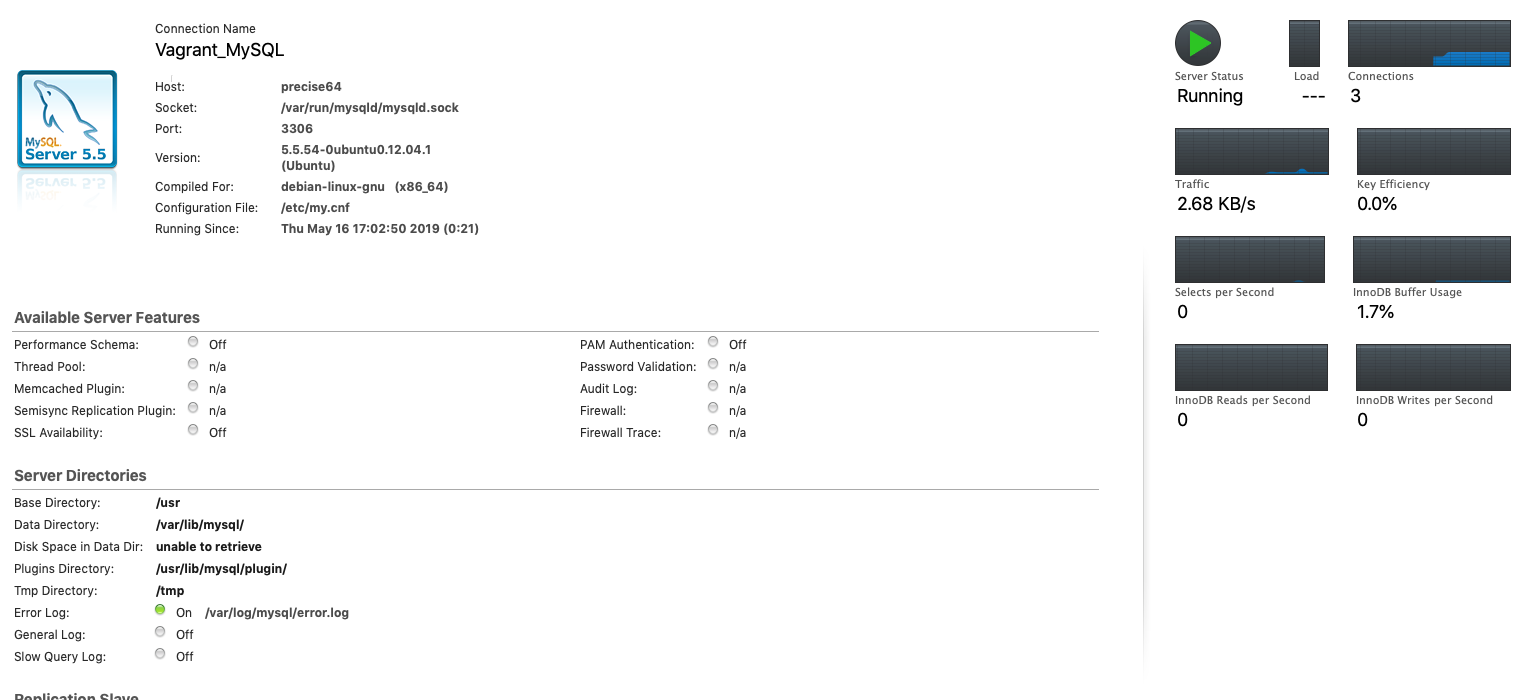 Connection Name
Vagrant_MySQL
MySQL
Server 5.5
Host: precise64
Socket: /var/run/mysqld/mysqld.sock
Port: 3306
Version: 5.5.54-0ubuntu0.12.04.1
(Ubuntu)
Compiled For: debian-linux-gnu (x86_64)
Configuration File: /etc/my.cnf
Running Since: Thu May 16 17:02:50 2019 (0:21)
Available Server Features
Performance Schema: Off
Thread Pool: n/a
Memcached Plugin: n/a
Semisync Replication Plugin: n/a
SSL Availability: Off
PAM Authentication: Off
Password Validation: n/a
Audit Log: n/a
Firewall: n/a
Firewall Trace: n/a
Server Directories
Base Directory: /usr
Data Directory: /var/lib/mysql/
Disk Space in Data Dir: unable to retrieve
Plugins Directory: /usr/lib/mysql/plugin/
Tmp Directory: /tmp
Error Log: On /var/log/mysql/error.log
General Log: Off
Slow Query Log: Off
Replication Slave
Server Status
Running
Load
---
Connections
3
Traffic
2.68 KB/s
Key Efficiency
0.0%
Selects per Second
0
InnoDB Buffer Usage
1.7%
InnoDB Reads per Second
0
InnoDB Writes per Second
0